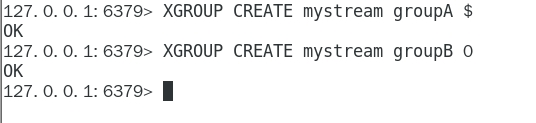 127.0.0.1:6379> XGROUP CREATE mystream groupA $
OK
127.0.0.1:6379> XGROUP CREATE mystream groupB 0
OK
127.0.0.1:6379>